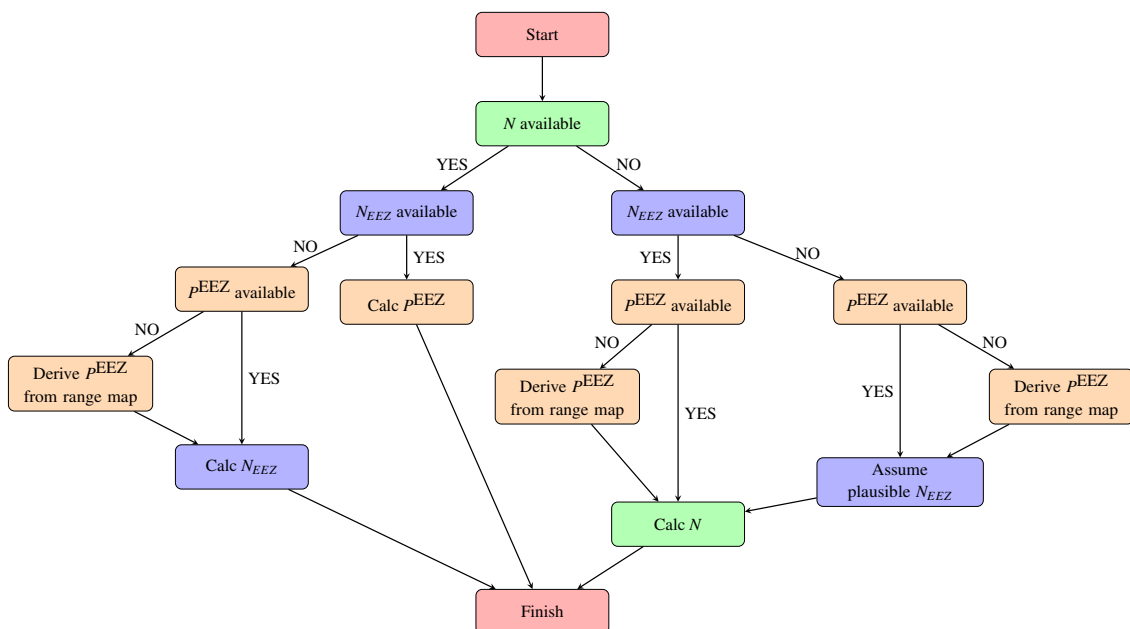 Start
N available
YES
NO
N_EEZ available
N_EEZ available
NO
YES
YES
NO
P^EEZ available
Calc P^EEZ
P^EEZ available
P^EEZ available
NO
YES
NO
YES
YES
NO
Derive P^EEZ
from range map
Derive P^EEZ
from range map
Derive P^EEZ
from range map
Calc N_EEZ
Assume
plausible N_EEZ
Calc N
Finish